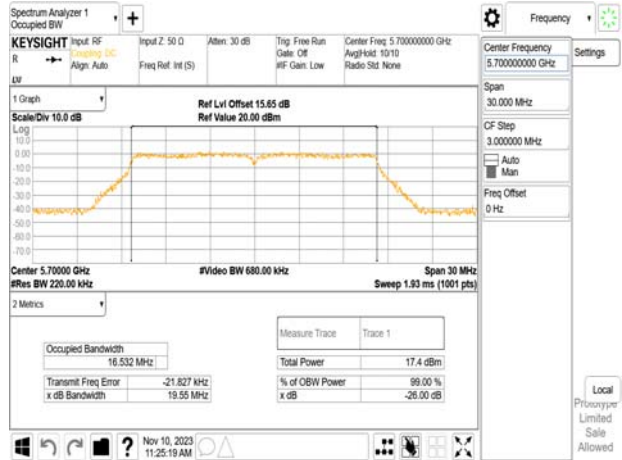 Spectrum Analyzer 1
Occupied BW
+
Frequency
KEYSIGHT
Input: RF
Coupling: DC
Align: Auto
Input Z: 50 Ω
Freq Ref: Int (S)
Atten: 30 dB
Trig: Free Run
Gate: Off
#IF Gain: Low
Center Freq: 5.700000000 GHz
Avg|Hold: 10/10
Radio Std: None
R
LXI
Center Frequency
5.700000000 GHz
Settings
Span
30.000 MHz
CF Step
3.000000 MHz
Auto
Man
Freq Offset
0 Hz
1 Graph
Scale/Div 10.0 dB
Ref Lvl Offset 15.65 dB
Ref Value 20.00 dBm
Log
10.0
0.00
-10.0
-20.0
-30.0
-40.0
-50.0
-60.0
-70.0
Center 5.70000 GHz
#Res BW 220.00 kHz
#Video BW 680.00 kHz
Span 30 MHz
Sweep 1.93 ms (1001 pts)
2 Metrics
Measure Trace
Trace 1
Occupied Bandwidth
16.532 MHz
Total Power
17.4 dBm
Transmit Freq Error
-21.827 kHz
% of OBW Power
99.00 %
x dB Bandwidth
19.55 MHz
x dB
-26.00 dB
Local
Prototype
Limited
Sale
Allowed
?
Nov 10, 2023
11:25:19 AM